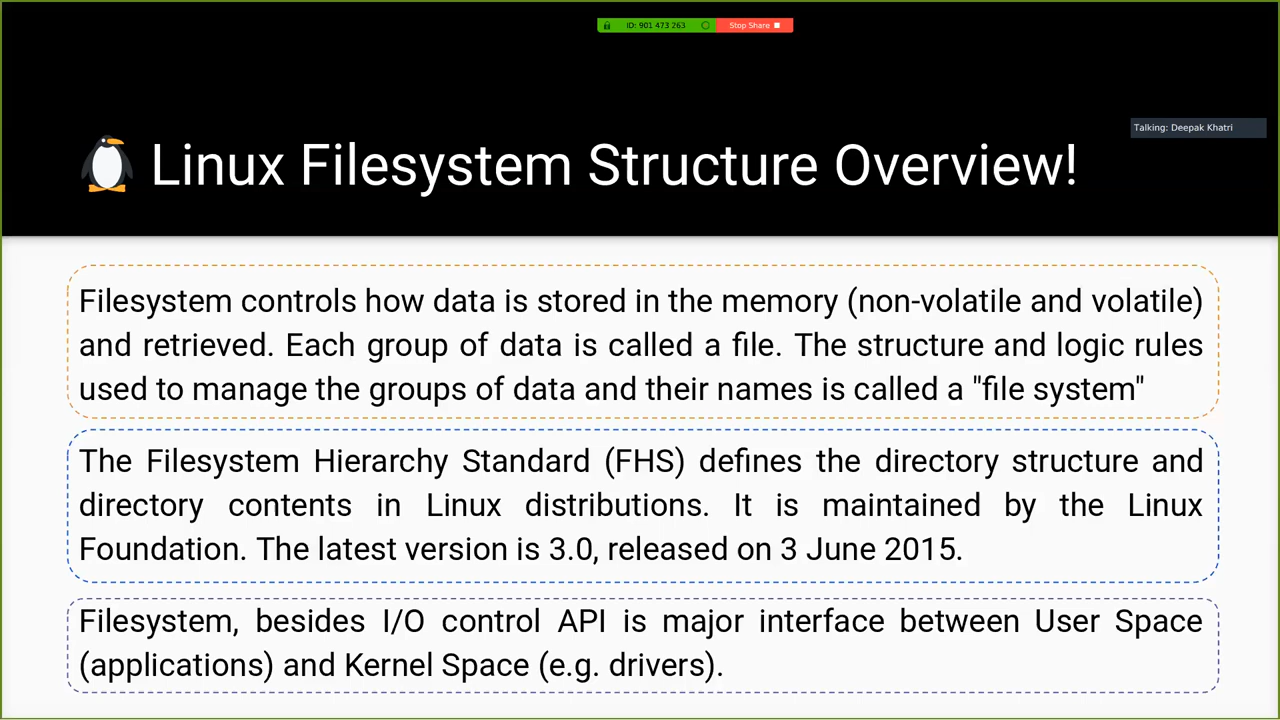 ID: 901 473 263 Stop Share
Talking: Deepak Khatri
Linux Filesystem Structure Overview!
Filesystem controls how data is stored in the memory (non-volatile and volatile)
and retrieved. Each group of data is called a file. The structure and logic rules
used to manage the groups of data and their names is called a "file system"
The Filesystem Hierarchy Standard (FHS) defines the directory structure and
directory contents in Linux distributions. It is maintained by the Linux
Foundation. The latest version is 3.0, released on 3 June 2015.
Filesystem, besides I/O control API is major interface between User Space
(applications) and Kernel Space (e.g. drivers).